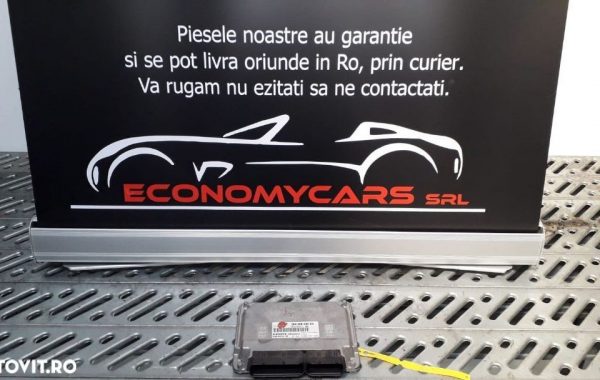 Piesele noastre au garantie
si se pot livra oriunde in Ro, prin curier.
Va rugam nu ezitati sa ne contactati.
ECONOMYCARS SRL
TOVIT.RO